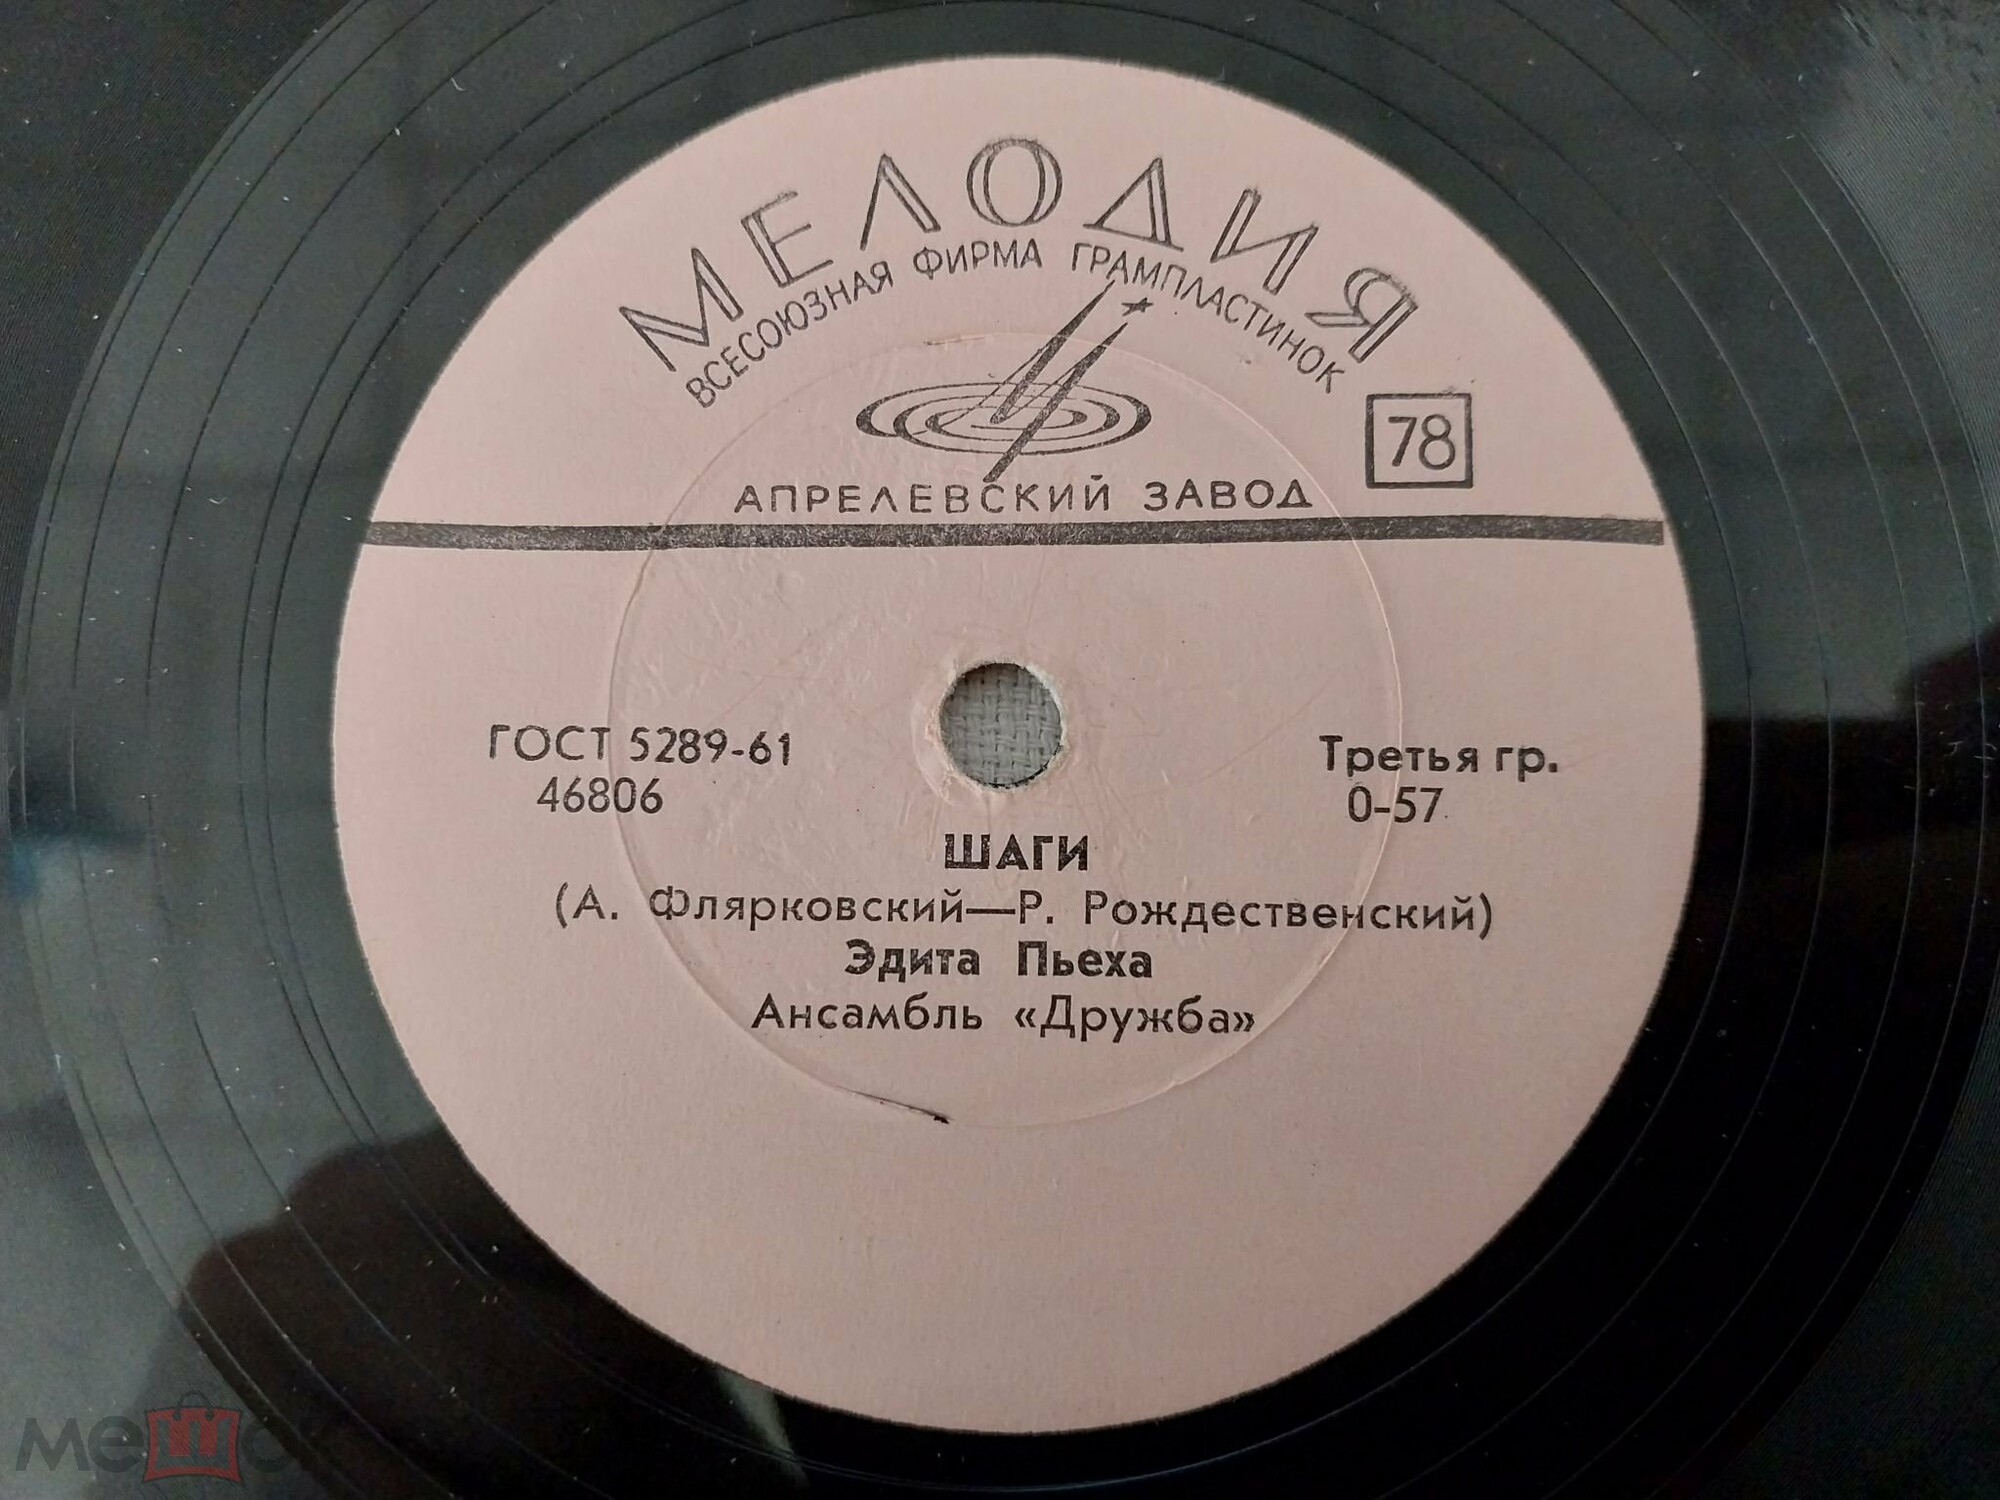 МЕЛОДИЯ
ВСЕСОЮЗНАЯ ФИРМА ГРАМПЛАСТИНОК
78
АПРЕЛЕВСКИЙ ЗАВОД
ГОСТ 5289-61
46806
Третья гр.
0-57
ШАГИ
(А. Флярковский—Р. Рождественский)
Эдита Пьеха
Ансамбль «Дружба»
мешок